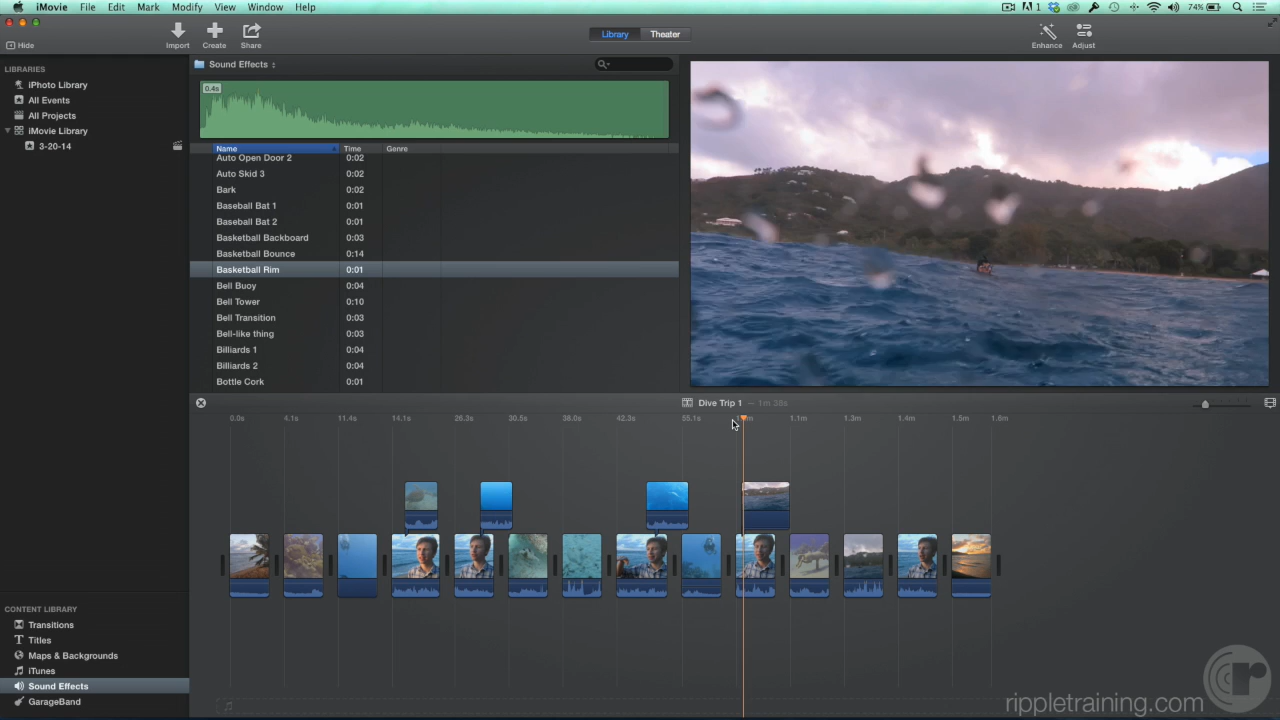 iMovie File Edit Mark Modify View Window Help
1 74%
Hide Import Create Share Library Theater Enhance Adjust
LIBRARIES
iPhoto Library
All Events
All Projects
iMovie Library
3-20-14
Sound Effects
0.4s
Name Time Genre
Auto Open Door 2 0:02
Auto Skid 3 0:02
Bark 0:02
Baseball Bat 1 0:01
Baseball Bat 2 0:01
Basketball Backboard 0:03
Basketball Bounce 0:14
Basketball Rim 0:01
Bell Buoy 0:04
Bell Tower 0:10
Bell Transition 0:03
Bell-like thing 0:03
Billiards 1 0:04
Billiards 2 0:04
Bottle Cork 0:01
Dive Trip 1 — 1m 38s
0.0s 4.1s 11.4s 14.1s 26.3s 30.5s 38.0s 42.3s 55.1s 1.1m 1.3m 1.4m 1.5m 1.6m
CONTENT LIBRARY
Transitions
T Titles
Maps & Backgrounds
iTunes
Sound Effects
GarageBand
rippletraining.com